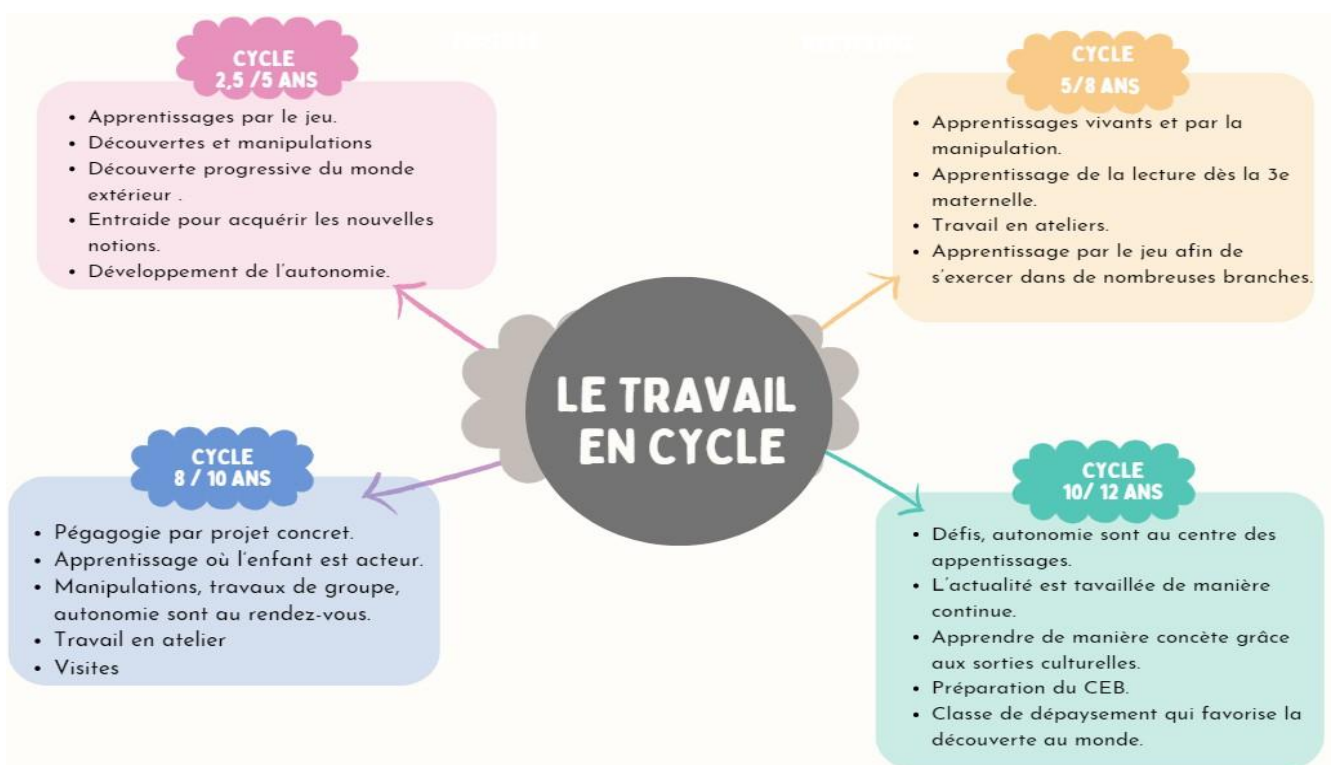 CYCLE
2,5 /5 ANS
• Apprentissages par le jeu.
• Découvertes et manipulations
• Découverte progressive du monde
extérieur .
• Entraide pour acquérir les nouvelles
notions.
• Développement de l'autonomie.
CYCLE
5/8 ANS
• Apprentissages vivants et par la
manipulation.
• Apprentissage de la lecture dès la 3e
maternelle.
• Travail en ateliers.
• Apprentissage par le jeu afin de
s'exercer dans de nombreuses branches.
LE TRAVAIL
EN CYCLE
CYCLE
8 / 10 ANS
• Pégagogie par projet concret.
• Apprentissage où l'enfant est acteur.
• Manipulations, travaux de groupe,
autonomie sont au rendez-vous.
• Travail en atelier
• Visites
CYCLE
10/ 12 ANS
• Défis, autonomie sont au centre des
appentissages.
• L'actualité est tavaillée de manière
continue.
• Apprendre de manière concète grâce
aux sorties culturelles.
• Préparation du CEB.
• Classe de dépaysement qui favorise la
découverte au monde.